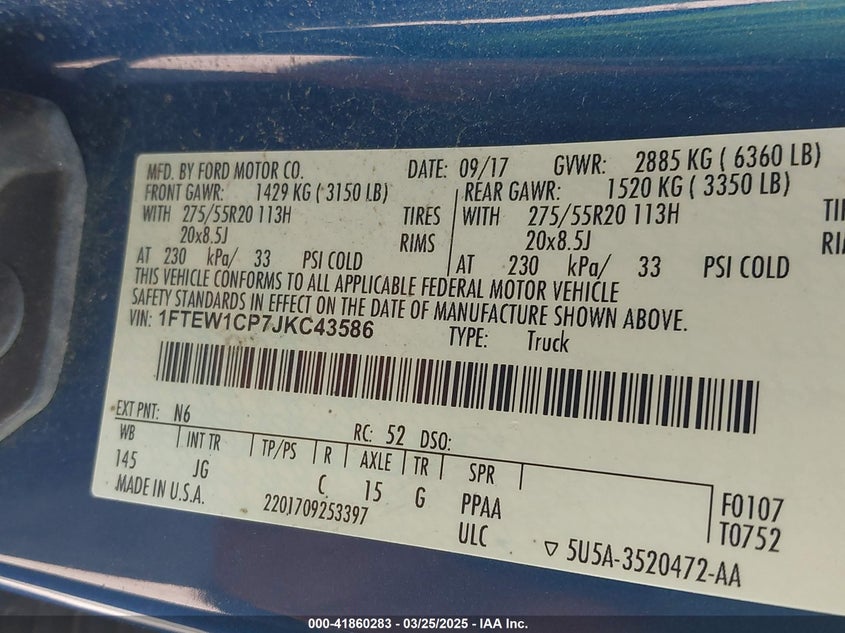 MFD. BY FORD MOTOR CO. DATE: 09/17 GVWR: 2885 KG ( 6360 LB)
FRONT GAWR: 1429 KG ( 3150 LB) REAR GAWR: 1520 KG ( 3350 LB)
WITH 275/55R20 113H TIRES WITH 275/55R20 113H
20x8.5J RIMS 20x8.5J
AT 230 kPa/ 33 PSI COLD AT 230 kPa/ 33 PSI COLD
THIS VEHICLE CONFORMS TO ALL APPLICABLE FEDERAL MOTOR VEHICLE
SAFETY STANDARDS IN EFFECT ON THE DATE OF MANUFACTURE SHOWN ABOVE.
VIN: 1FTEW1CP7JKC43586 TYPE: Truck
EXT PNT: N6 RC: 52 DSO:
WB INT TR TP/PS R AXLE TR SPR
145 JG C 15 G PPAA F0107
MADE IN U.S.A. 2201709253397 ULC T0752
5U5A-3520472-AA
000-41860283 - 03/25/2025 - IAA Inc.